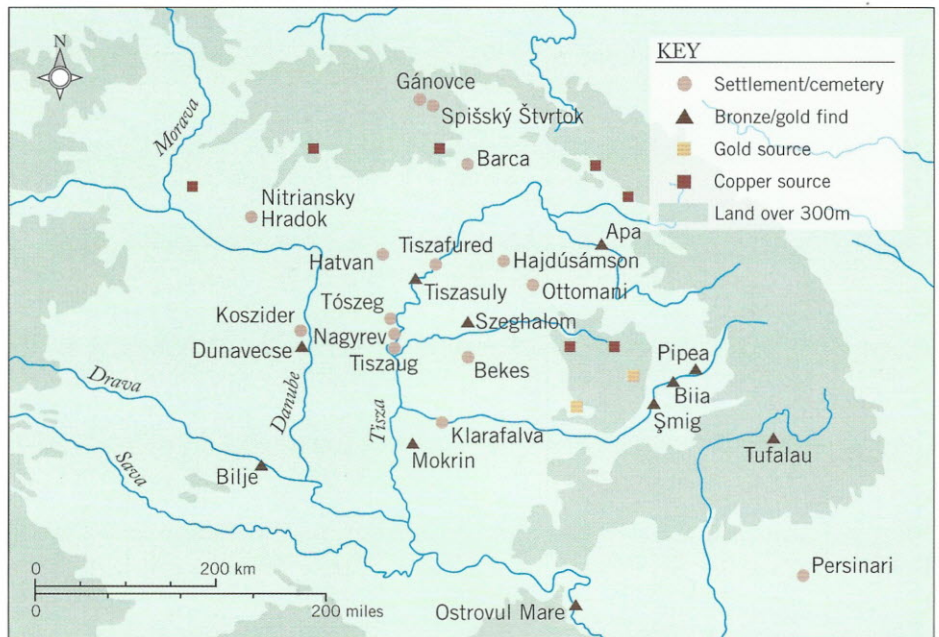 N
KEY
Settlement/cemetery
Bronze/gold find
Gold source
Copper source
Land over 300m
Morava
Gánovce
Spišský Štvrtok
Barca
Nitriansky
Hradok
Apa
Hatvan
Tiszafured
Hajdúsámson
Tiszasuly
Ottomani
Koszider
Tószeg
Nagyrev
Szeghalom
Dunavecse
Tiszaug
Bekes
Pipea
Biia
Şmig
Drava
Danube
Tisza
Klarafalva
Mokrin
Tufalau
Sava
Bilje
0 200 km
0 200 miles
Persinari
Ostrovul Mare